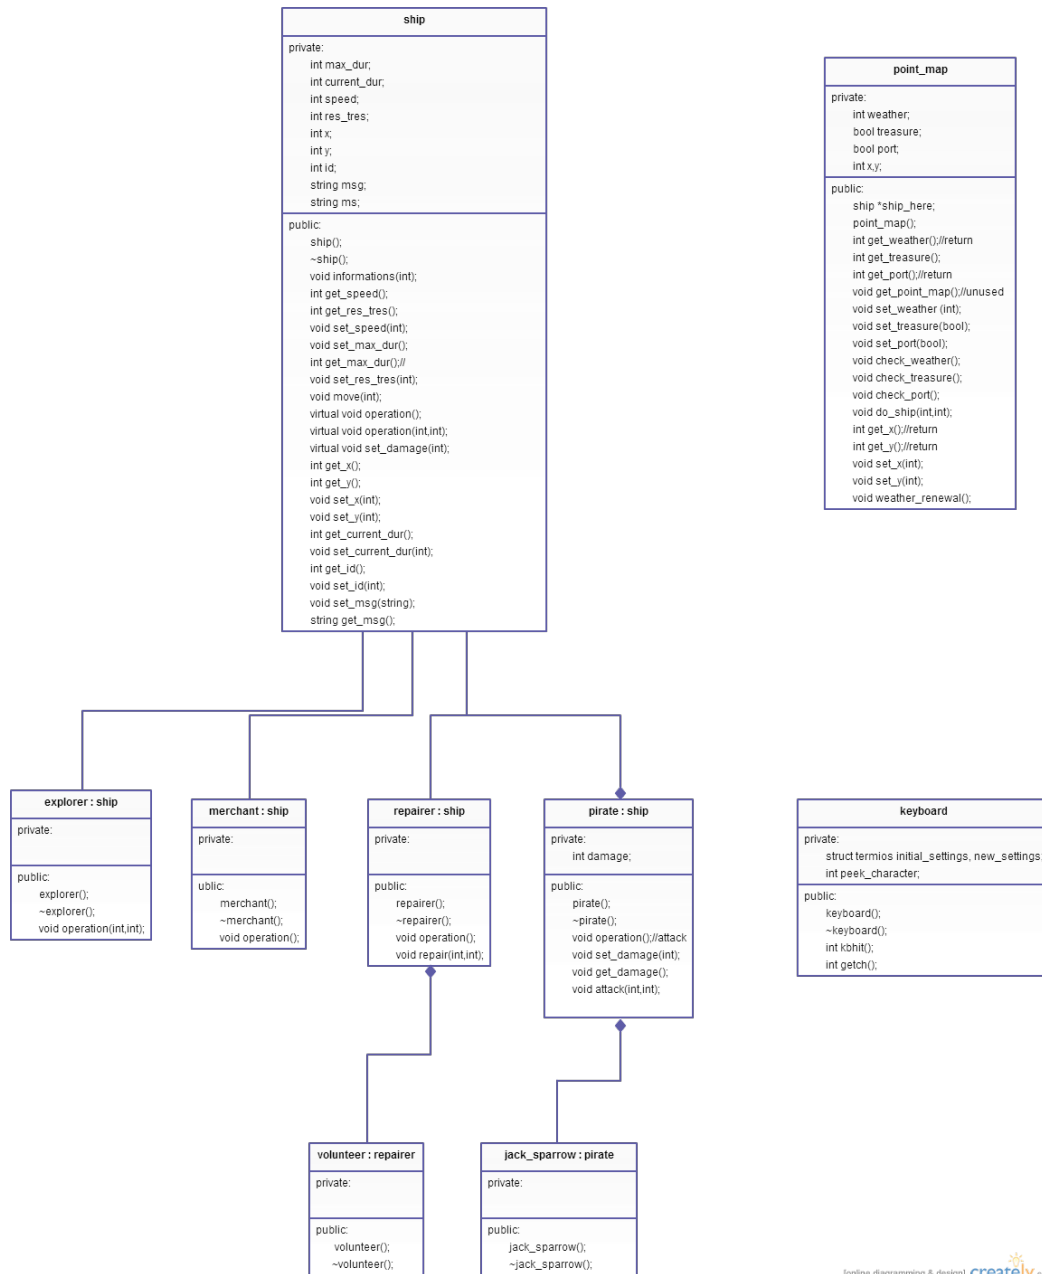 ship
private:
int max_dur;
int current_dur;
int speed;
int res_tres;
int x;
int y;
int id;
string msg;
string ms;
public:
ship();
~ship();
void informations(int);
int get_speed();
int get_res_tres();
void set_speed(int);
void set_max_dur();
int get_max_dur();//
void set_res_tres(int);
void move(int);
virtual void operation();
virtual void operation(int,int);
virtual void set_damage(int);
int get_x();
int get_y();
void set_x(int);
void set_y(int);
int get_current_dur();
void set_current_dur(int);
int get_id();
void set_id(int);
void set_msg(string);
string get_msg();
point_map
private:
int weather;
bool treasure;
bool port;
int x,y;
public:
ship *ship_here;
point_map();
int get_weather();//return
int get_treasure();
int get_port();//return
void get_point_map();//unused
void set_weather (int);
void set_treasure(bool);
void set_port(bool);
void check_weather();
void check_treasure();
void check_port();
void do_ship(int,int);
int get_x();//return
int get_y();//return
void set_x(int);
void set_y(int);
void weather_renewal();
explorer : ship
private:
public:
explorer();
~explorer();
void operation(int,int);
merchant : ship
private:
ublic:
merchant();
~merchant();
void operation();
repairer : ship
private:
public:
repairer();
~repairer();
void operation();
void repair(int,int);
pirate : ship
private:
int damage;
public:
pirate();
~pirate();
void operation();//attack
void set_damage(int);
void get_damage();
void attack(int,int);
keyboard
private:
struct termios initial_settings, new_settings;
int peek_character;
public:
keyboard();
~keyboard();
int kbhit();
int getch();
volunteer : repairer
private:
public:
volunteer();
~volunteer();
jack_sparrow : pirate
private:
public:
jack_sparrow();
~jack_sparrow();
[online diagramming & design] creately